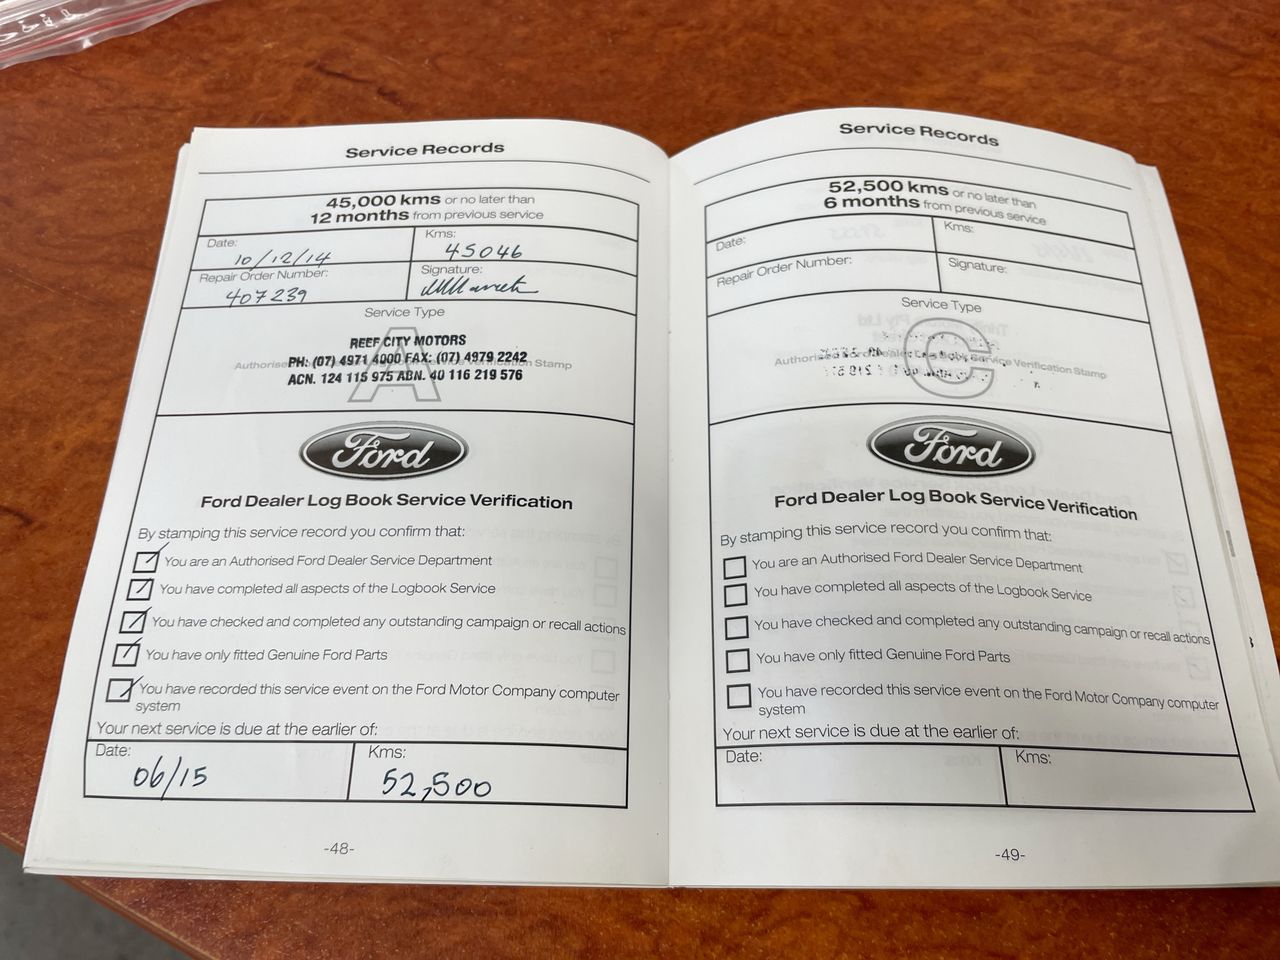 Service Records
45,000 kms or no later than
12 months from previous service
Date: 10/12/14
Kms: 45046
Repair Order Number: 407239
Signature:
Service Type
A
REEF CITY MOTORS
PH: (07) 4971 4000 FAX: (07) 4979 2242
Authorised Verification Stamp
ACN. 124 115 975 ABN. 40 116 219 576
Ford
Ford Dealer Log Book Service Verification
By stamping this service record you confirm that:
You are an Authorised Ford Dealer Service Department
You have completed all aspects of the Logbook Service
You have checked and completed any outstanding campaign or recall actions
You have only fitted Genuine Ford Parts
You have recorded this service event on the Ford Motor Company computer
system
Your next service is due at the earlier of:
Date: 06/15
Kms: 52,500
-48-
Service Records
52,500 kms or no later than
6 months from previous service
Date:
Kms:
Repair Order Number:
Signature:
Service Type
C
Authorised Ford Dealer Log Book Service Verification Stamp
Ford
Ford Dealer Log Book Service Verification
By stamping this service record you confirm that:
You are an Authorised Ford Dealer Service Department
You have completed all aspects of the Logbook Service
You have checked and completed any outstanding campaign or recall actions
You have only fitted Genuine Ford Parts
You have recorded this service event on the Ford Motor Company computer
system
Your next service is due at the earlier of:
Date:
Kms:
-49-